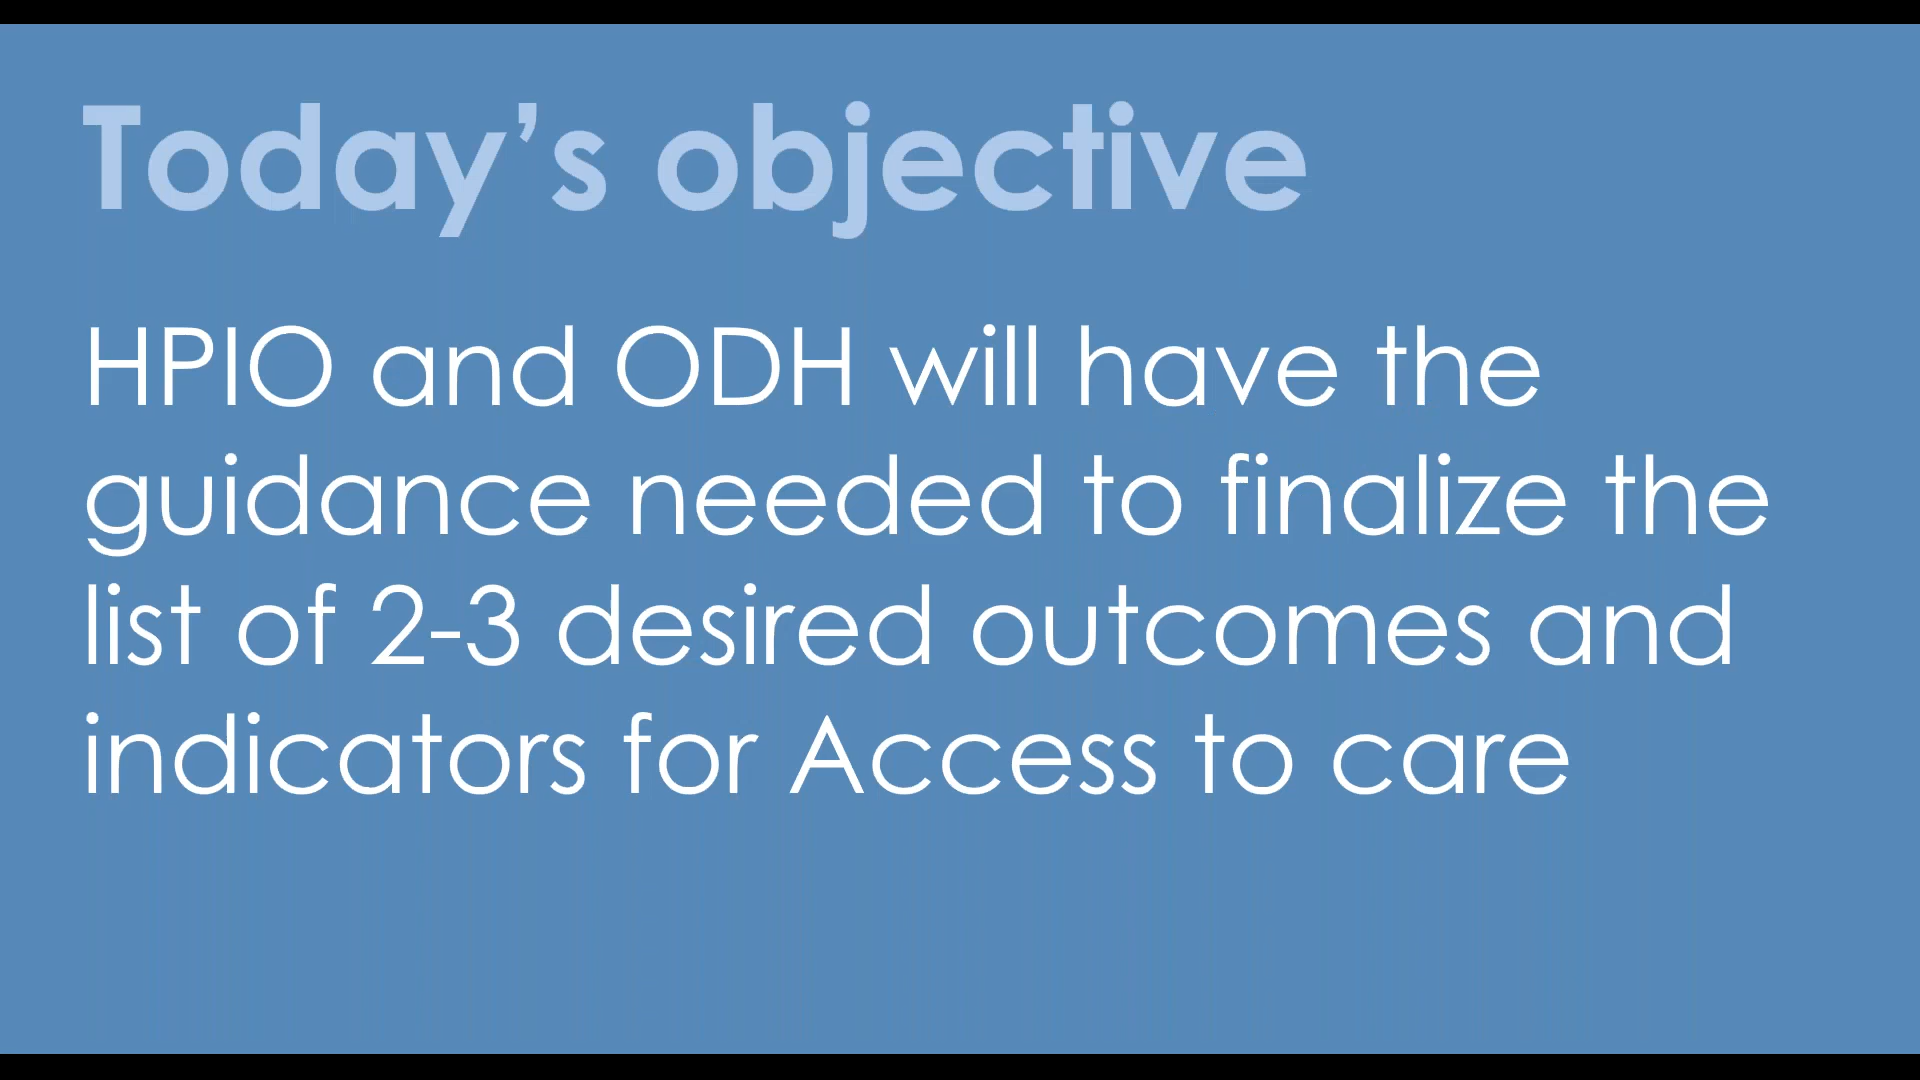 Today’s objective
HPIO and ODH will have the
guidance needed to finalize the
list of 2-3 desired outcomes and
indicators for Access to care